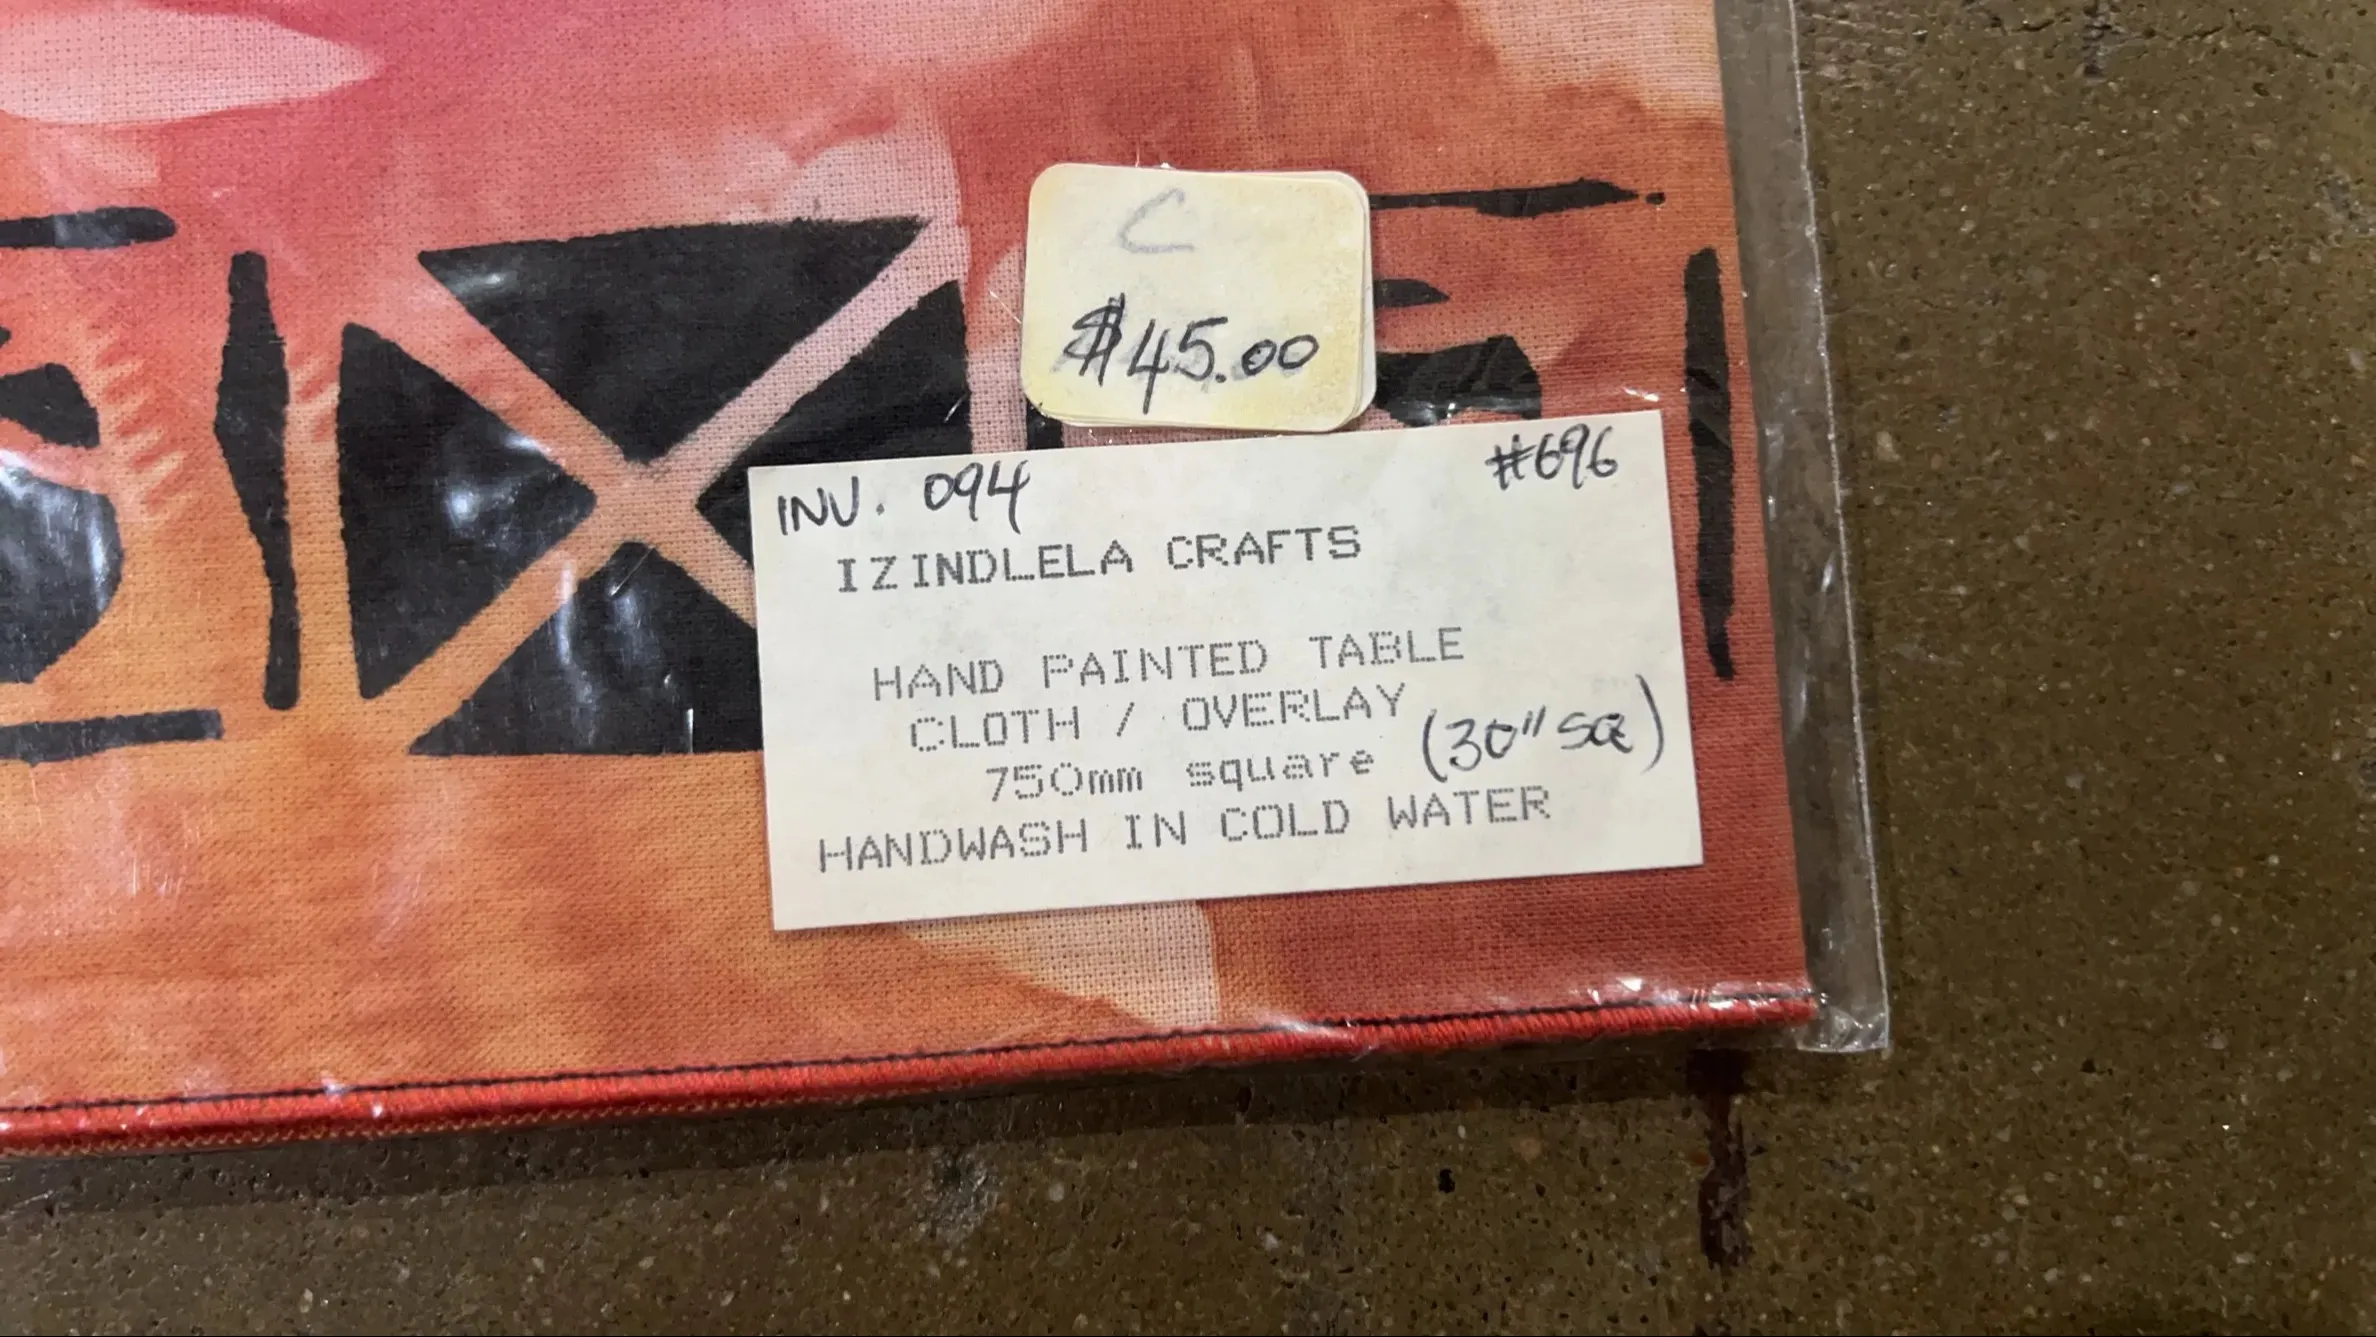 C
$45.00
INV. 094 #696
IZINDLELA CRAFTS
HAND PAINTED TABLE
CLOTH / OVERLAY
750mm square (30" SQ)
HANDWASH IN COLD WATER